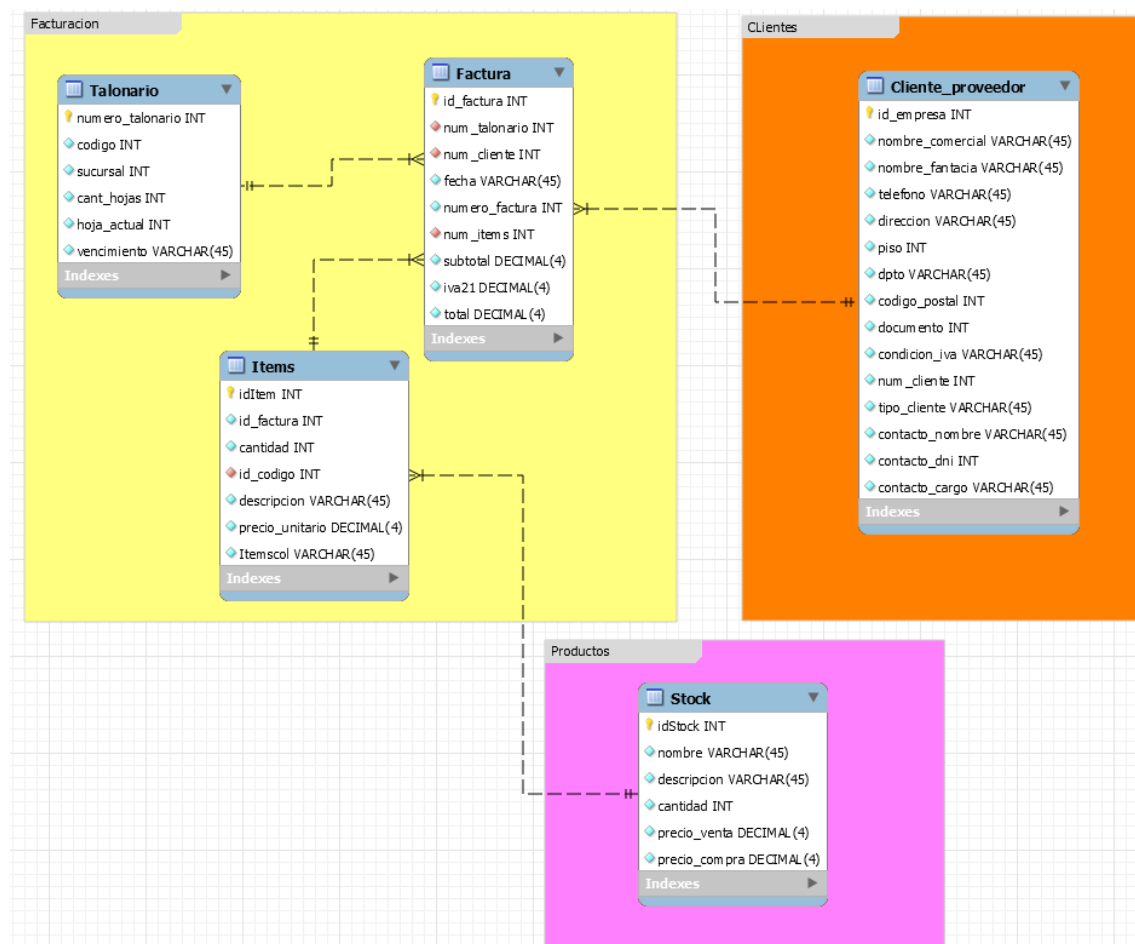 Facturacion
Talonario
numero_talonario INT
codigo INT
sucursal INT
cant_hojas INT
hoja_actual INT
vencimiento VARCHAR(45)
Indexes
Factura
id_factura INT
num_talonario INT
num_cliente INT
fecha VARCHAR(45)
numero_factura INT
num_items INT
subtotal DECIMAL(4)
iva21 DECIMAL(4)
total DECIMAL(4)
Indexes
Items
idItem INT
id_factura INT
cantidad INT
id_codigo INT
descripcion VARCHAR(45)
precio_unitario DECIMAL(4)
Itemscol VARCHAR(45)
Indexes
CLientes
Cliente_proveedor
id_empresa INT
nombre_comercial VARCHAR(45)
nombre_fantacia VARCHAR(45)
telefono VARCHAR(45)
direccion VARCHAR(45)
piso INT
dpto VARCHAR(45)
codigo_postal INT
documento INT
condicion_iva VARCHAR(45)
num_cliente INT
tipo_cliente VARCHAR(45)
contacto_nombre VARCHAR(45)
contacto_dni INT
contacto_cargo VARCHAR(45)
Indexes
Productos
Stock
idStock INT
nombre VARCHAR(45)
descripcion VARCHAR(45)
cantidad INT
precio_venta DECIMAL(4)
precio_compra DECIMAL(4)
Indexes